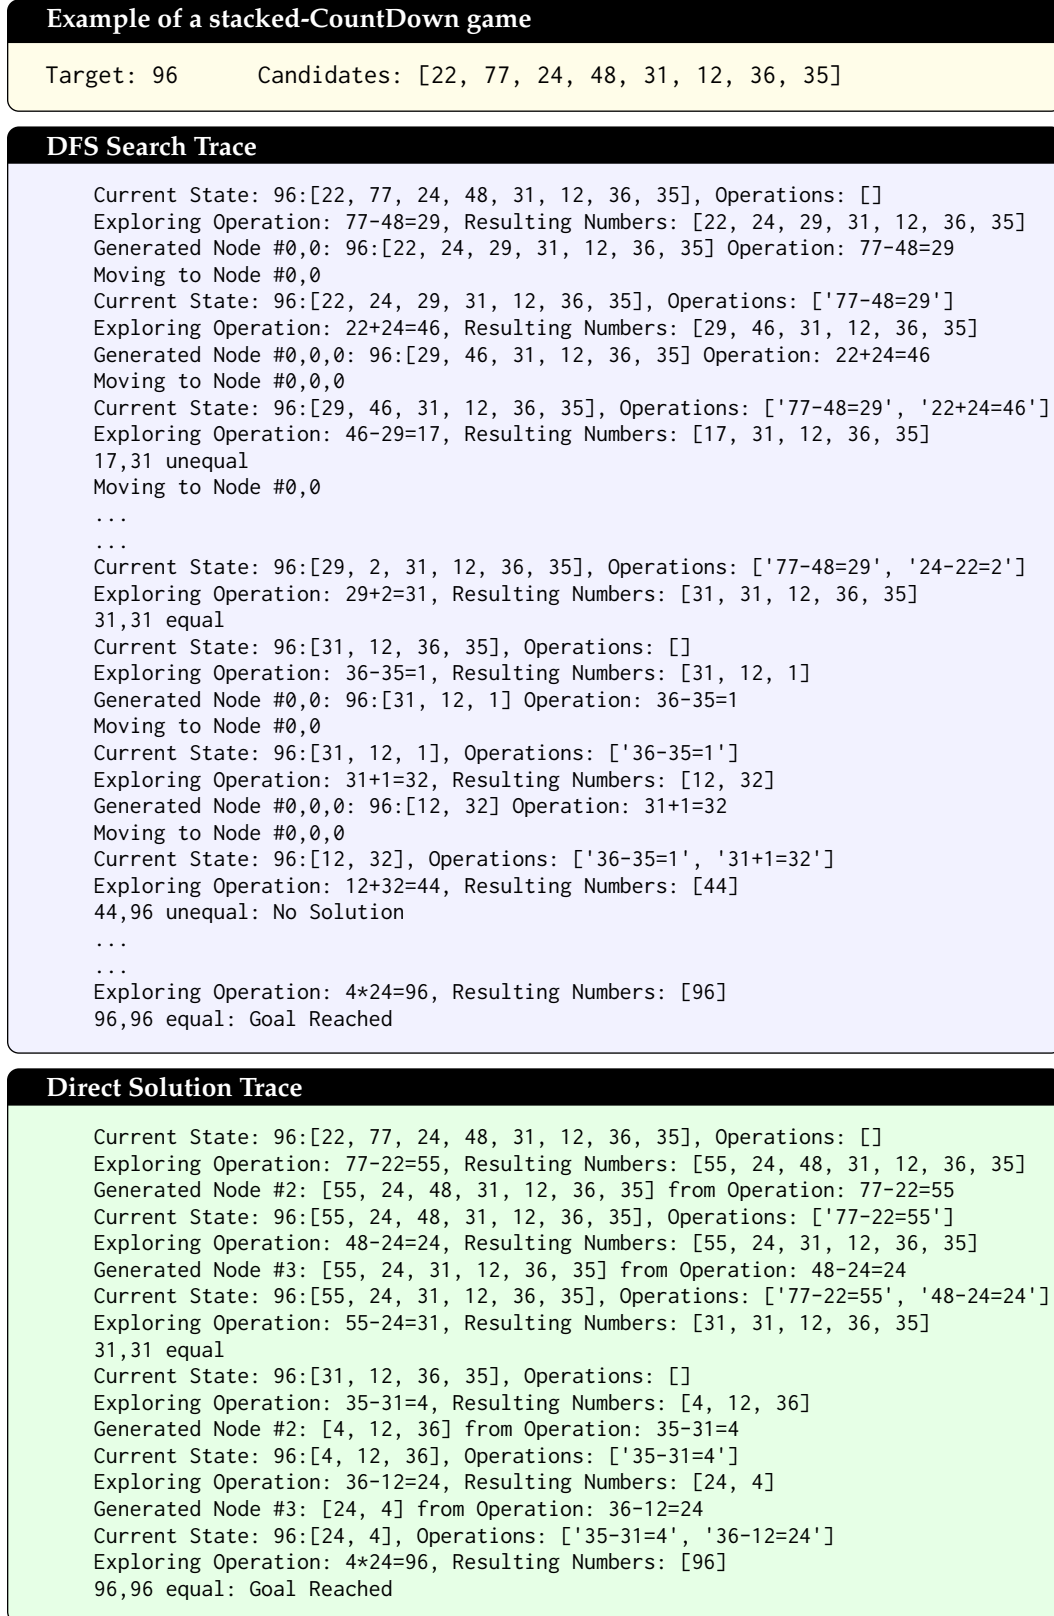 Example of a stacked-CountDown game
Target: 96 Candidates: [22, 77, 24, 48, 31, 12, 36, 35]
DFS Search Trace
Current State: 96:[22, 77, 24, 48, 31, 12, 36, 35], Operations: []
Exploring Operation: 77-48=29, Resulting Numbers: [22, 24, 29, 31, 12, 36, 35]
Generated Node #0,0: 96:[22, 24, 29, 31, 12, 36, 35] Operation: 77-48=29
Moving to Node #0,0
Current State: 96:[22, 24, 29, 31, 12, 36, 35], Operations: ['77-48=29']
Exploring Operation: 22+24=46, Resulting Numbers: [29, 46, 31, 12, 36, 35]
Generated Node #0,0,0: 96:[29, 46, 31, 12, 36, 35] Operation: 22+24=46
Moving to Node #0,0,0
Current State: 96:[29, 46, 31, 12, 36, 35], Operations: ['77-48=29', '22+24=46']
Exploring Operation: 46-29=17, Resulting Numbers: [17, 31, 12, 36, 35]
17,31 unequal
Moving to Node #0,0
...
...
Current State: 96:[29, 2, 31, 12, 36, 35], Operations: ['77-48=29', '24-22=2']
Exploring Operation: 29+2=31, Resulting Numbers: [31, 31, 12, 36, 35]
31,31 equal
Current State: 96:[31, 12, 36, 35], Operations: []
Exploring Operation: 36-35=1, Resulting Numbers: [31, 12, 1]
Generated Node #0,0: 96:[31, 12, 1] Operation: 36-35=1
Moving to Node #0,0
Current State: 96:[31, 12, 1], Operations: ['36-35=1']
Exploring Operation: 31+1=32, Resulting Numbers: [12, 32]
Generated Node #0,0,0: 96:[12, 32] Operation: 31+1=32
Moving to Node #0,0,0
Current State: 96:[12, 32], Operations: ['36-35=1', '31+1=32']
Exploring Operation: 12+32=44, Resulting Numbers: [44]
44,96 unequal: No Solution
...
...
Exploring Operation: 4*24=96, Resulting Numbers: [96]
96,96 equal: Goal Reached
Direct Solution Trace
Current State: 96:[22, 77, 24, 48, 31, 12, 36, 35], Operations: []
Exploring Operation: 77-22=55, Resulting Numbers: [55, 24, 48, 31, 12, 36, 35]
Generated Node #2: [55, 24, 48, 31, 12, 36, 35] from Operation: 77-22=55
Current State: 96:[55, 24, 48, 31, 12, 36, 35], Operations: ['77-22=55']
Exploring Operation: 48-24=24, Resulting Numbers: [55, 24, 31, 12, 36, 35]
Generated Node #3: [55, 24, 31, 12, 36, 35] from Operation: 48-24=24
Current State: 96:[55, 24, 31, 12, 36, 35], Operations: ['77-22=55', '48-24=24']
Exploring Operation: 55-24=31, Resulting Numbers: [31, 31, 12, 36, 35]
31,31 equal
Current State: 96:[31, 12, 36, 35], Operations: []
Exploring Operation: 35-31=4, Resulting Numbers: [4, 12, 36]
Generated Node #2: [4, 12, 36] from Operation: 35-31=4
Current State: 96:[4, 12, 36], Operations: ['35-31=4']
Exploring Operation: 36-12=24, Resulting Numbers: [24, 4]
Generated Node #3: [24, 4] from Operation: 36-12=24
Current State: 96:[24, 4], Operations: ['35-31=4', '36-12=24']
Exploring Operation: 4*24=96, Resulting Numbers: [96]
96,96 equal: Goal Reached